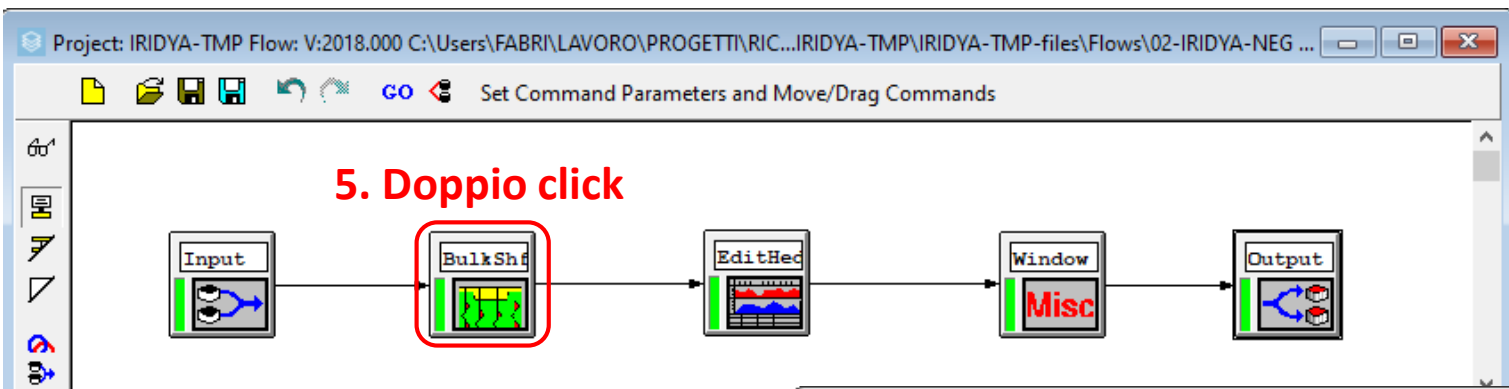 Project: IRIDYA-TMP Flow: V:2018.000 C:\Users\FABRI\LAVORO\PROGETTI\RIC...IRIDYA-TMP\IRIDYA-TMP-files\Flows\02-IRIDYA-NEG ...
GO Set Command Parameters and Move/Drag Commands
5. Doppio click
Input BulkShf EditHed Window Output
Misc